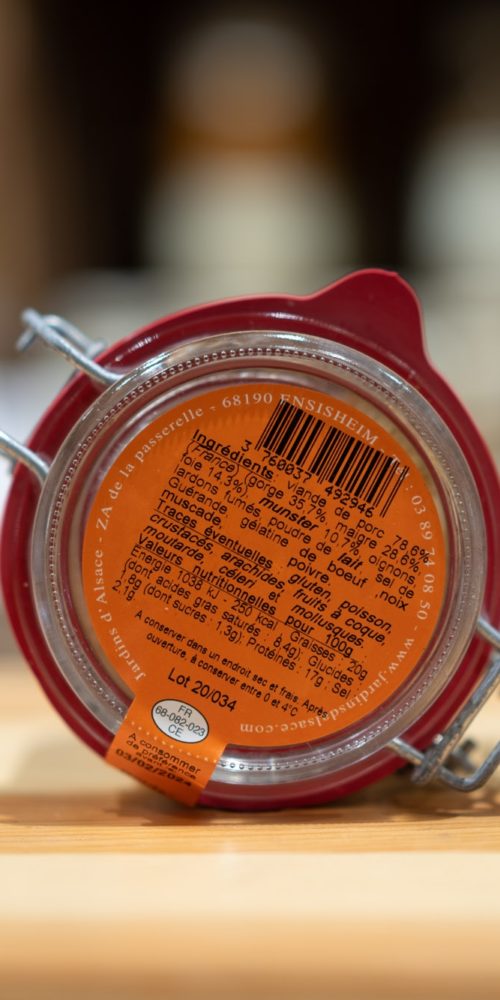 Jardins d'Alsace - ZA de la passerelle - 68190 ENSISHEIM - Tél : 03 89 74 08 50 - www.jardinsdalsace.com
3 760037 492946
Ingrédients : viande de porc 78,6%
(France) (gorge 35,7%, maigre 28,6%,
foie 14,3%), munster 10,7%, oignons,
lardons fumés, poudre de lait, sel de
Guérande, gélatine de boeuf, noix
muscade, poivre.
Traces éventuelles : gluten, poisson,
crustacés, arachides, fruits à coque,
moutarde, céleri et mollusques.
Valeurs nutritionnelles pour 100g :
Energie 1038 KJ / 250 kcal ; Graisses : 20g
(dont acides gras saturés : 8,4g); Glucides :
1,8g (dont sucres : 1,3g); Protéines : 17g ; Sel :
2,1g
A conserver dans un endroit sec et frais. Après
ouverture, à conserver entre 0 et 4°C
Lot 20/034
FR
68-082-023
CE
A consommer
de préférence
avant le
03/02/2024